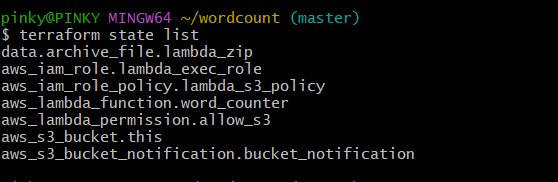 pinky@PINKY MINGW64 ~/wordcount (master)
$ terraform state list
data.archive_file.lambda_zip
aws_iam_role.lambda_exec_role
aws_iam_role_policy.lambda_s3_policy
aws_lambda_function.word_counter
aws_lambda_permission.allow_s3
aws_s3_bucket.this
aws_s3_bucket_notification.bucket_notification